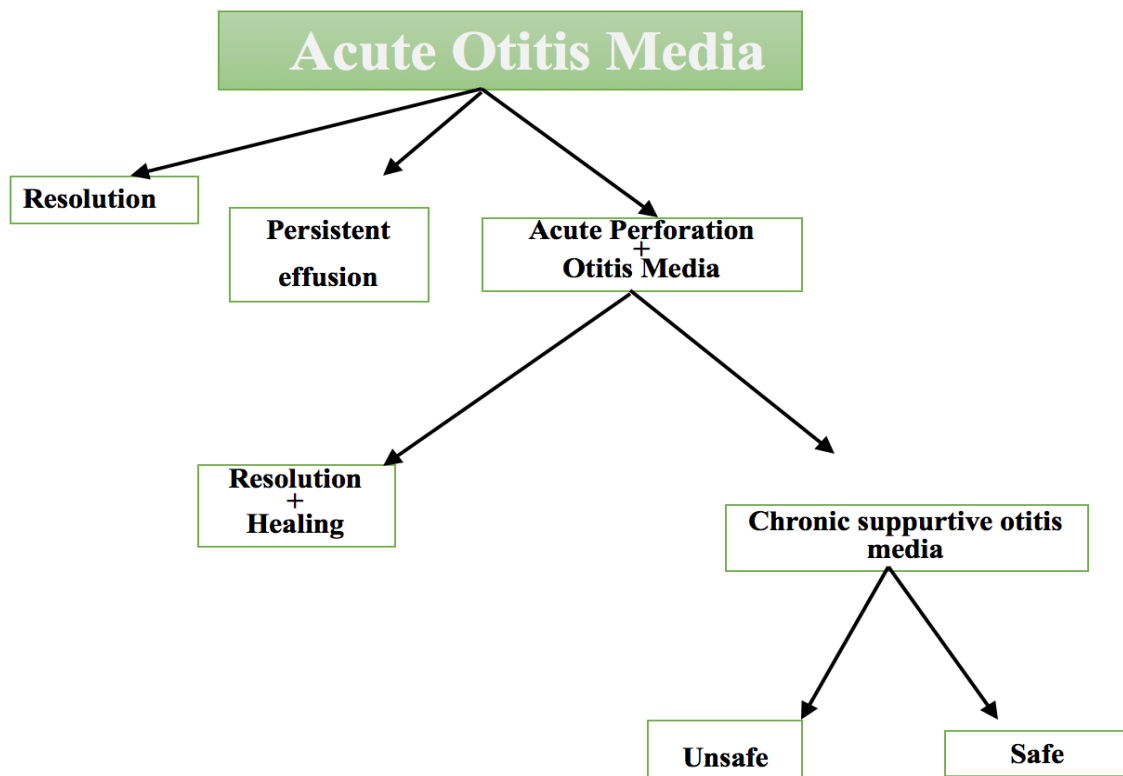 Acute Otitis Media
Resolution
Persistent
effusion
Acute Perforation
+
Otitis Media
Resolution
+
Healing
Chronic suppurtive otitis
media
Unsafe
Safe